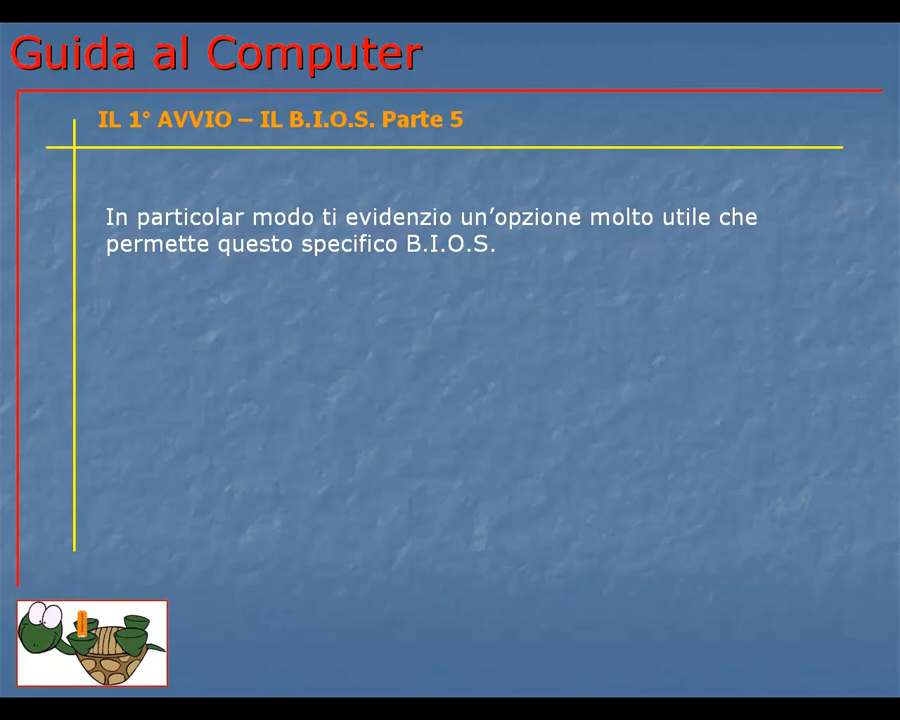 Guida al Computer
IL 1° AVVIO – IL B.I.O.S. Parte 5
In particolar modo ti evidenzio un’opzione molto utile che
permette questo specifico B.I.O.S.